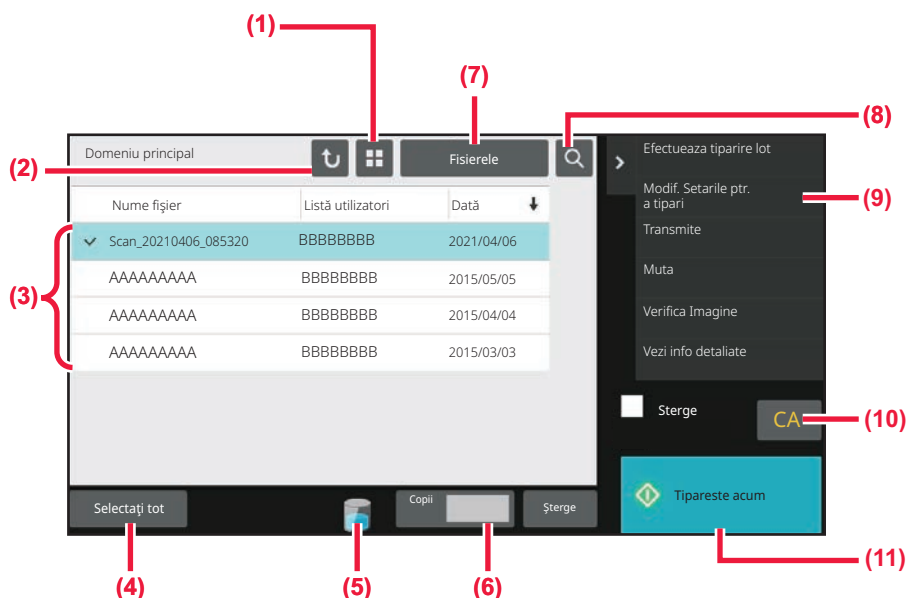 (1)
(7)
(8)
Domeniu principal
Fisierele
Efectueaza tiparire lot
(2)
Modif. Setarile ptr.
a tipari
(9)
Nume fişier
Listă utilizatori
Dată
Transmite
Scan_20210406_085320
BBBBBBBB
2021/04/06
Muta
(3)
AAAAAAAAA
BBBBBBBB
2015/05/05
AAAAAAAAA
BBBBBBBB
2015/04/04
Verifica Imagine
AAAAAAAAA
BBBBBBBB
2015/03/03
Vezi info detaliate
Sterge
CA
(10)
Selectaţi tot
Copii
Şterge
Tipareste acum
(4)
(5)
(6)
(11)